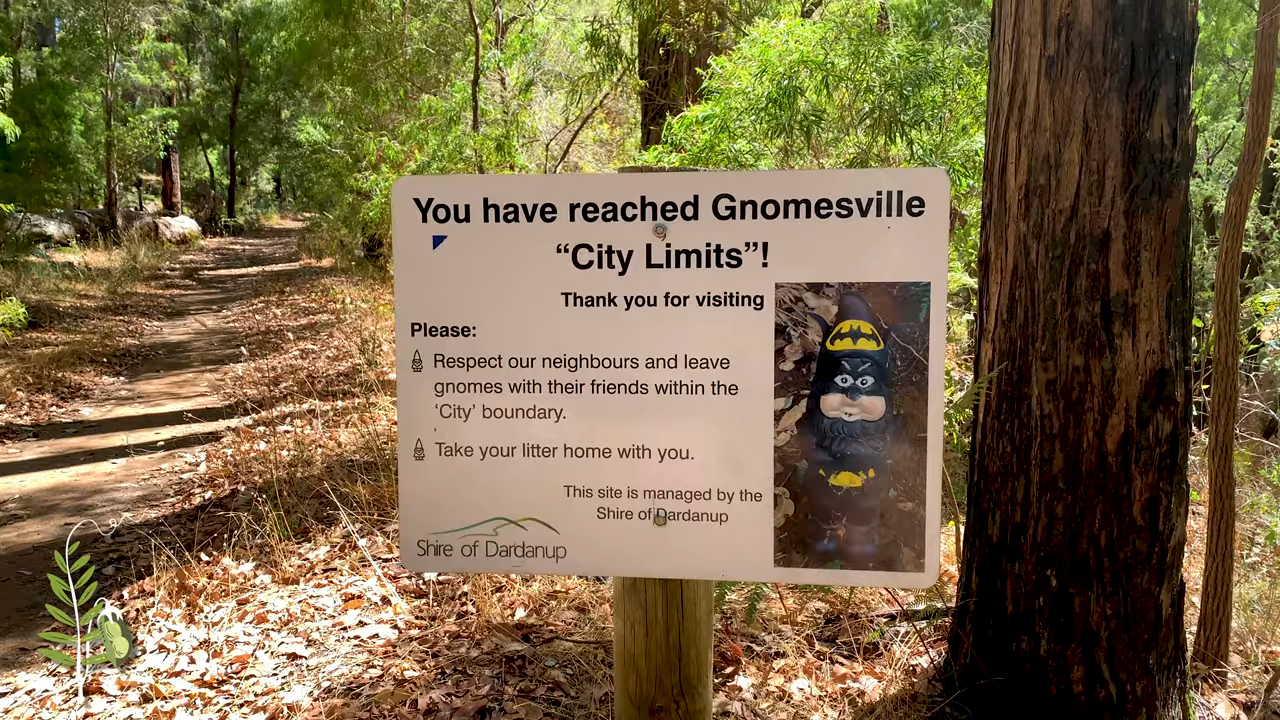 You have reached Gnomesville
“City Limits”!
Thank you for visiting
Please:
Respect our neighbours and leave
gnomes with their friends within the
‘City’ boundary.
Take your litter home with you.
This site is managed by the
Shire of Dardanup
Shire of Dardanup